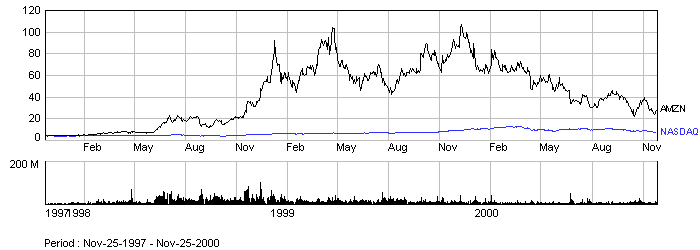 120
100
80
60
40
20
0
AMZN
NASDAQ
Feb May Aug Nov Feb May Aug Nov Feb May Aug Nov
200 M
1997 1998 1999 2000
Period : Nov-25-1997 - Nov-25-2000